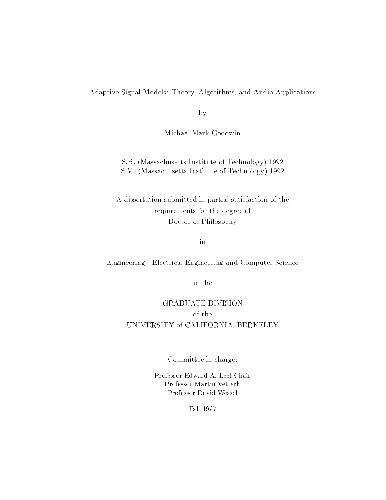 Adaptive Signal Models: Theory, Algorithms, and Audio Applications
by
Michael Mark Goodwin
S.B. (Massachusetts Institute of Technology) 1992
S.M. (Massachusetts Institute of Technology) 1992
A dissertation submitted in partial satisfaction of the
requirements for the degree of
Doctor of Philosophy
in
Engineering - Electrical Engineering and Computer Science
in the
GRADUATE DIVISION
of the
UNIVERSITY of CALIFORNIA, BERKELEY
Committee in charge:
Professor Edward A. Lee, Chair
Professor Martin Vetterli
Professor David Wessel
Fall 1997